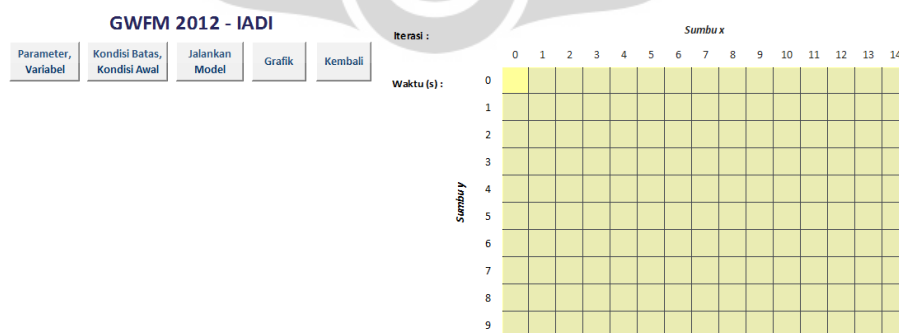 GWFM 2012 - IADI
Parameter,
Variabel
Kondisi Batas,
Kondisi Awal
Jalankan
Model
Grafik
Kembali
Iterasi :
Waktu (s) :
Sumbu x
0 1 2 3 4 5 6 7 8 9 10 11 12 13 14
Sumbu y
0
1
2
3
4
5
6
7
8
9